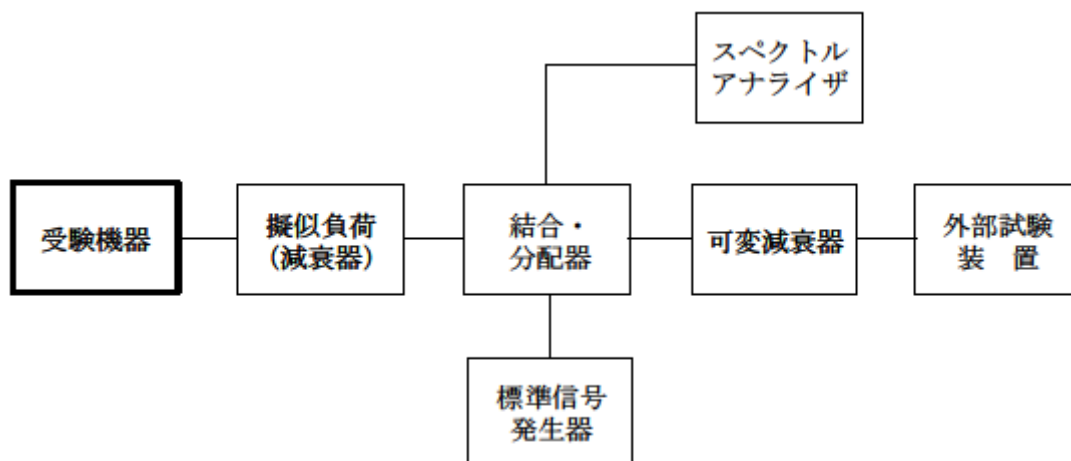 スペクトル
アナライザ
受験機器
擬似負荷
(減衰器)
結合・
分配器
可変減衰器
外部試験
装　置
標準信号
発生器